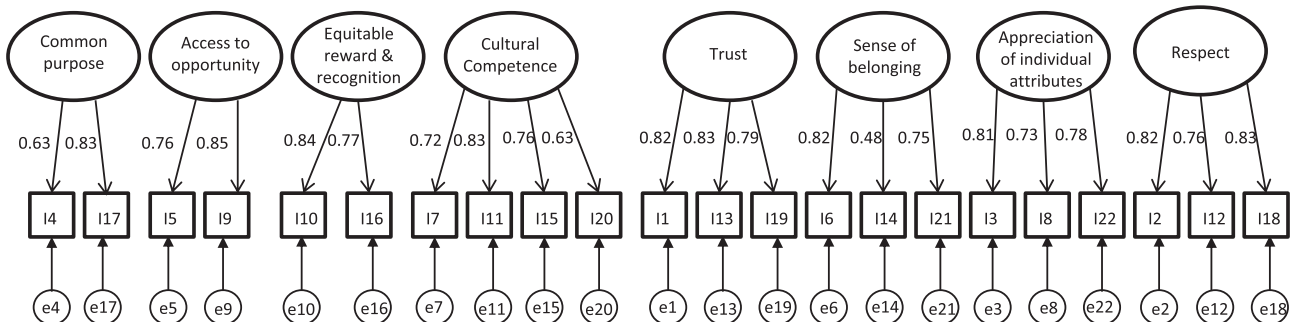 Common
purpose
Access to
opportunity
Equitable
reward &
recognition
Cultural
Competence
Trust
Sense of
belonging
Appreciation
of individual
attributes
Respect
0.63 0.83 0.76 0.85 0.84 0.77 0.72 0.83 0.76 0.63 0.82 0.83 0.79 0.82 0.48 0.75 0.81 0.73 0.78 0.82 0.76 0.83
I4 I17 I5 I9 I10 I16 I7 I11 I15 I20 I1 I13 I19 I6 I14 I21 I3 I8 I22 I2 I12 I18
e4 e17 e5 e9 e10 e16 e7 e11 e15 e20 e1 e13 e19 e6 e14 e21 e3 e8 e22 e2 e12 e18